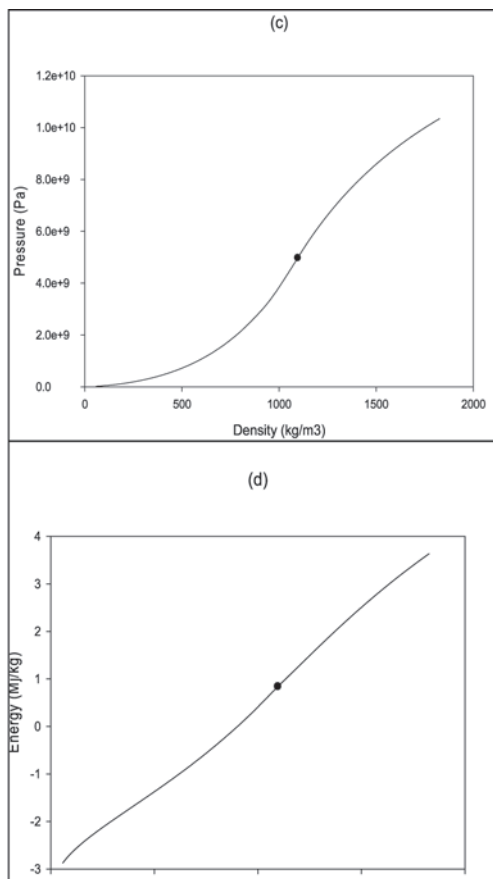 (c)
1.2e+10
1.0e+10
8.0e+9
6.0e+9
4.0e+9
2.0e+9
0.0
Pressure (Pa)
0 500 1000 1500 2000
Density (kg/m3)
(d)
4
3
2
1
0
-1
-2
-3
Energy (Mj/kg)